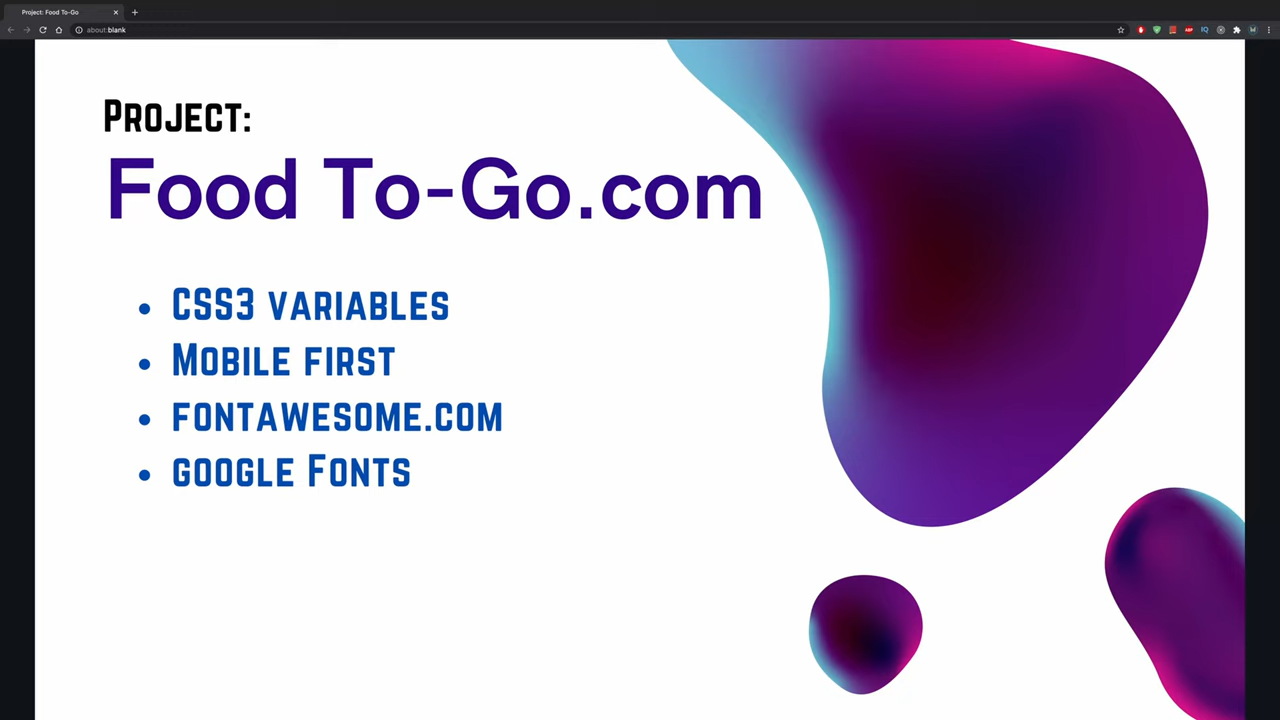 Project: Food To-Go
about:blank
ABP
Project:
Food To-Go.com
• CSS3 variables
• Mobile first
• fontawesome.com
• google Fonts